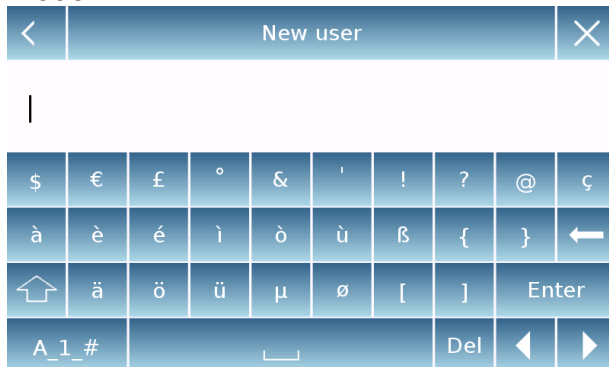 New user
$ € £ ° & ' ! ? @ ç
à è é ì ò ù ß { }
ä ö ü µ ø [ ] Enter
A_1_# Del